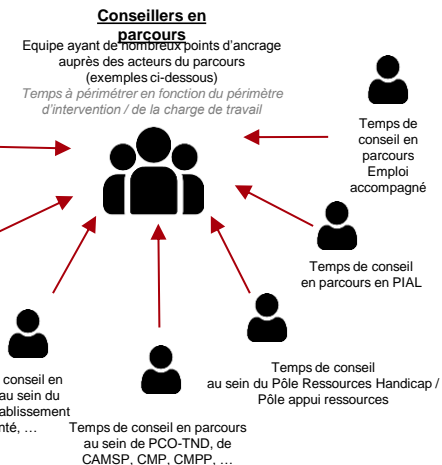 Conseillers en
parcours
Equipe ayant de nombreux points d'ancrage
auprès des acteurs du parcours
(exemples ci-dessous)
Temps à périmétrer en fonction du périmètre
d'intervention / de la charge de travail
Temps de
conseil en
parcours
Emploi
accompagné
Temps de conseil
en parcours en PIAL
Temps de conseil
au sein du Pôle Ressources Handicap /
Pôle appui ressources
conseil en
au sein du
Temps de conseil en parcours
au sein de PCO-TND, de
CAMSP, CMP, CMPP, …